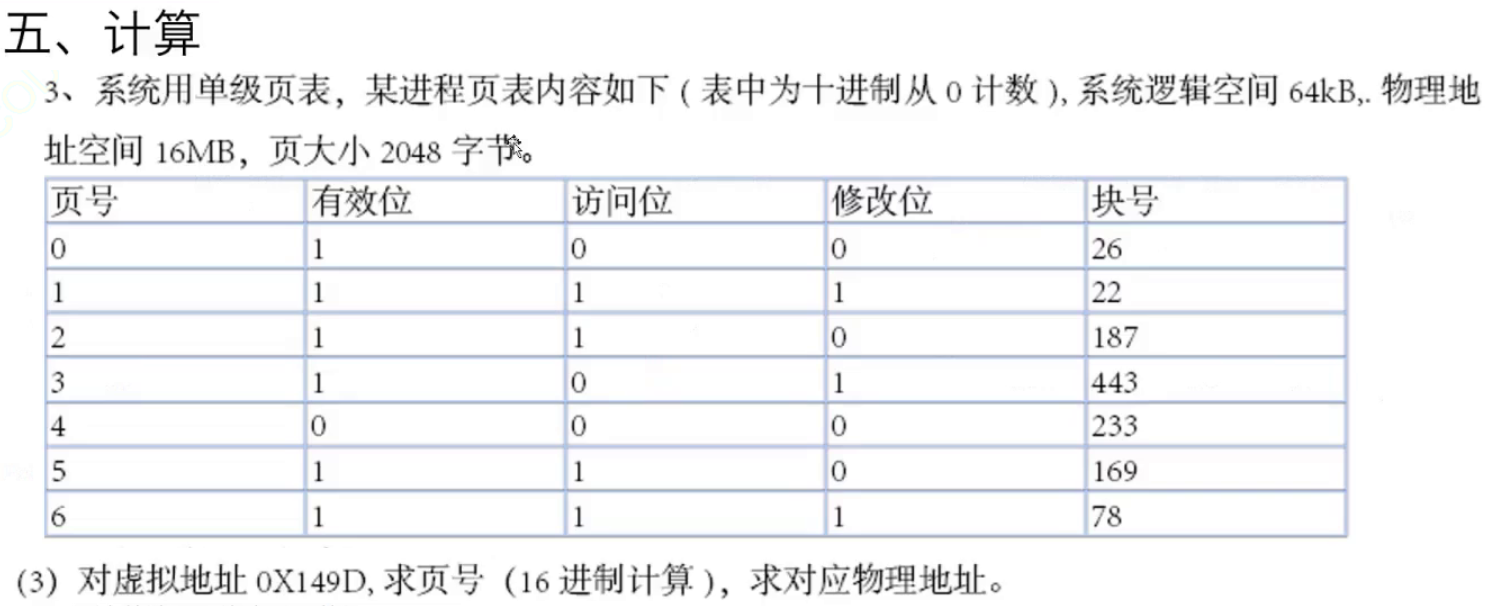 五、计算
3、系统用单级页表，某进程页表内容如下 ( 表中为十进制从 0 计数 ), 系统逻辑空间 64kB,. 物理地
址空间 16MB，页大小 2048 字节。
页号 有效位 访问位 修改位 块号
0 1 0 0 26
1 1 1 1 22
2 1 1 0 187
3 1 0 1 443
4 0 0 0 233
5 1 1 0 169
6 1 1 1 78
(3) 对虚拟地址 0X149D, 求页号（16 进制计算 ），求对应物理地址。